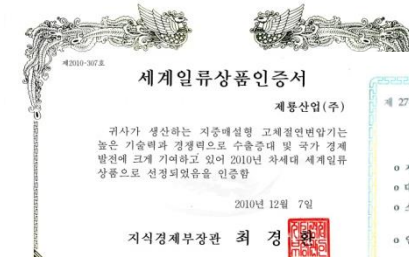 제2010-307호
세계일류상품인증서
제룡산업(주)
귀사가 생산하는 지중매설형 고체절연변압기는
높은 기술력과 경쟁력으로 수출증대 및 국가 경제
발전에 크게 기여하고 있어 2010년 차세대 세계일류
상품으로 선정되었음을 인증함
2010년 12월 7일
지식경제부장관 최 경 환
제 27